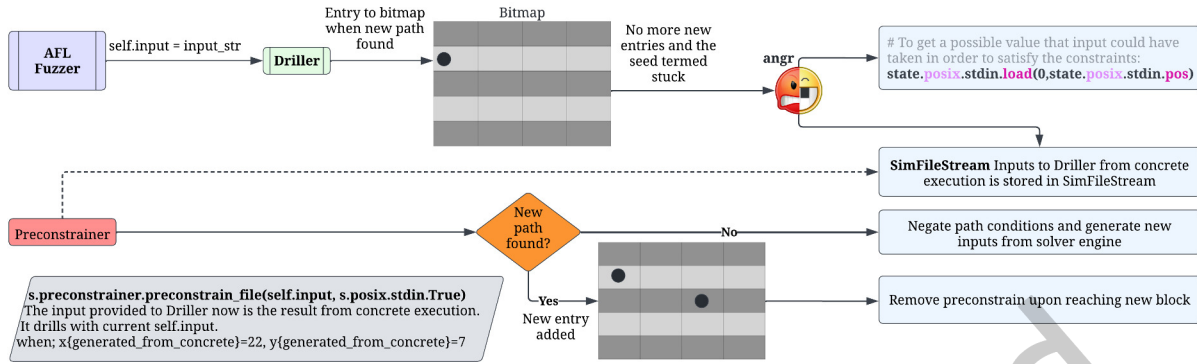 AFL
Fuzzer
self.input = input_str
Driller
Entry to bitmap
when new path
found
Bitmap
No more new
entries and the
seed termed
stuck
angr
# To get a possible value that input could have
taken in order to satisfy the constraints:
state.posix.stdin.load(0,state.posix.stdin.pos)
SimFileStream Inputs to Driller from concrete
execution is stored in SimFileStream
Preconstrainer
New
path
found?
No
Negate path conditions and generate new
inputs from solver engine
Yes
New entry
added
Remove preconstrain upon reaching new block
s.preconstrainer.preconstrain_file(self.input, s.posix.stdin.True)
The input provided to Driller now is the result from concrete execution.
It drills with current self.input.
when; x{generated_from_concrete}=22, y{generated_from_concrete}=7